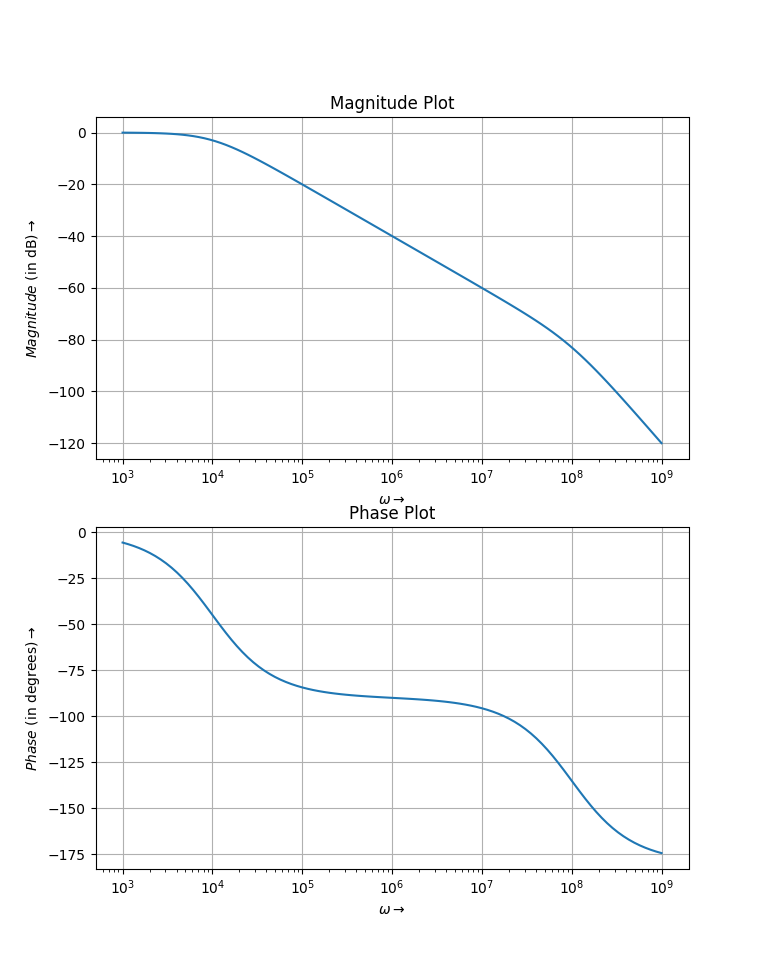 Magnitude Plot
Magnitude (in dB) →
0
−20
−40
−60
−80
−100
−120
10³ 10⁴ 10⁵ 10⁶ 10⁷ 10⁸ 10⁹
ω →
Phase Plot
Phase (in degrees) →
0
−25
−50
−75
−100
−125
−150
−175
10³ 10⁴ 10⁵ 10⁶ 10⁷ 10⁸ 10⁹
ω →